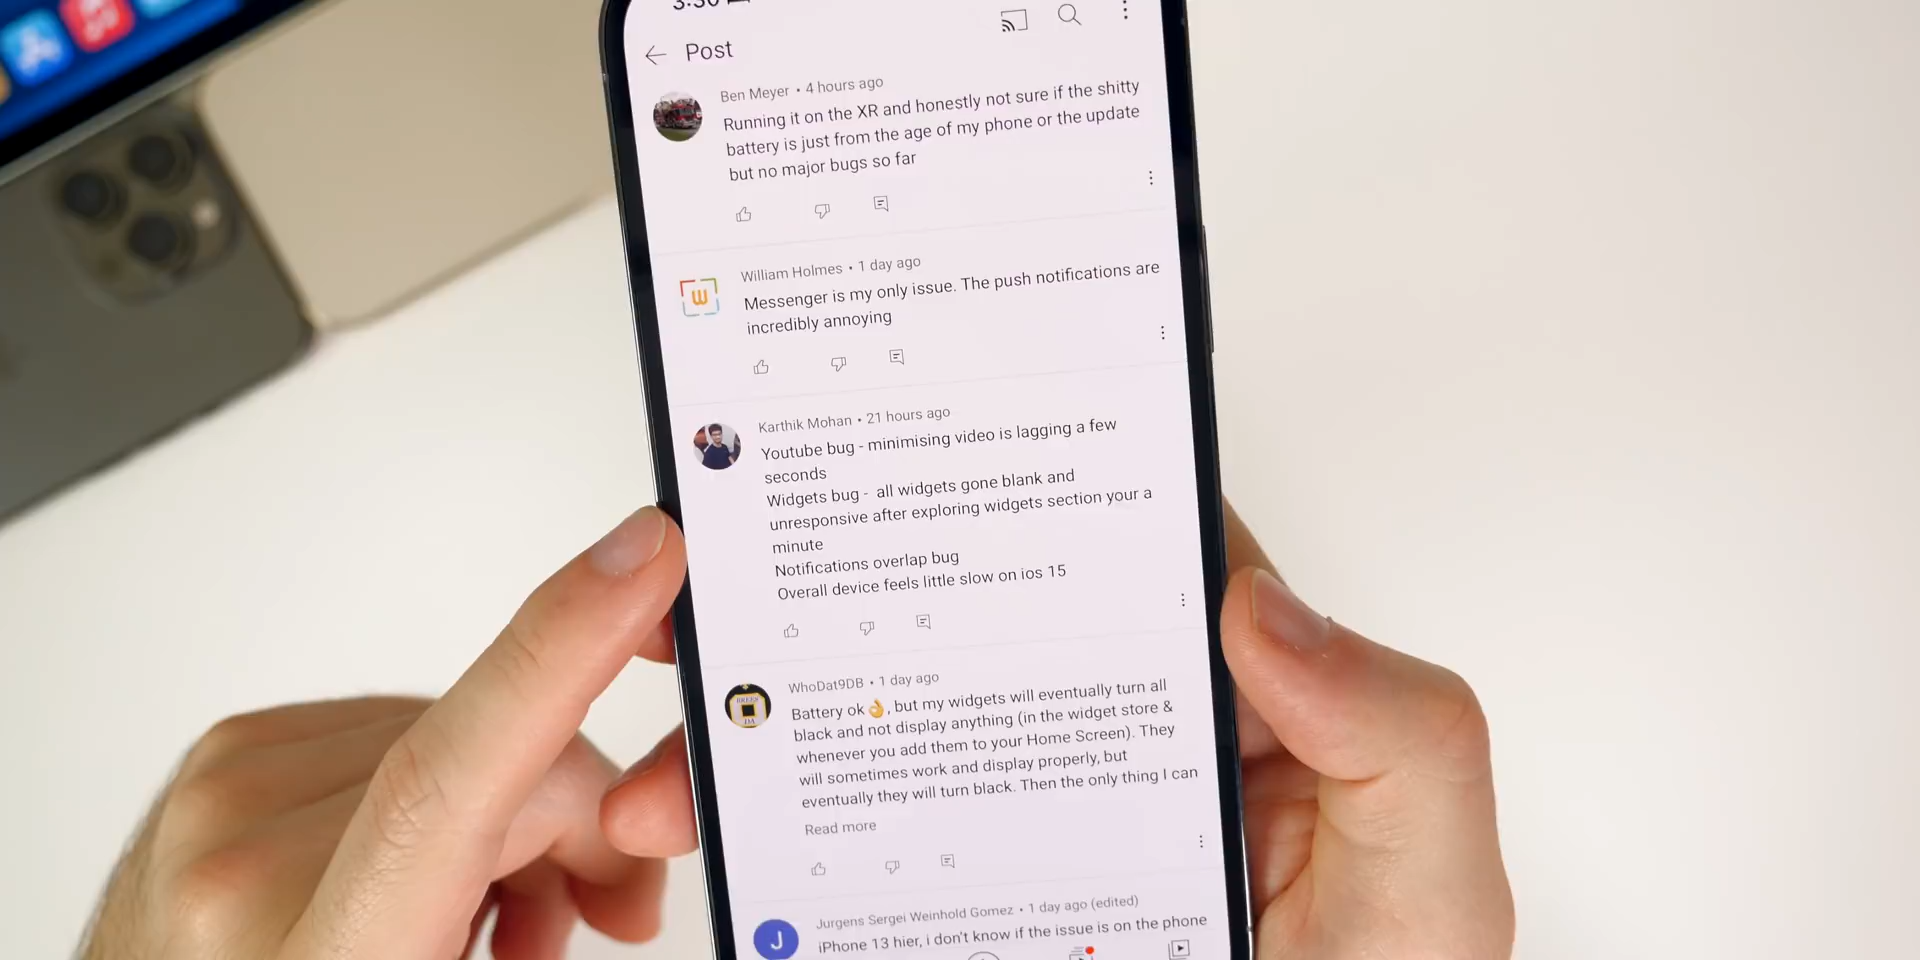 3:30
Post
Ben Meyer • 4 hours ago
Running it on the XR and honestly not sure if the shitty
battery is just from the age of my phone or the update
but no major bugs so far
W
William Holmes • 1 day ago
Messenger is my only issue. The push notifications are
incredibly annoying
Karthik Mohan • 21 hours ago
Youtube bug - minimising video is lagging a few
seconds
Widgets bug - all widgets gone blank and
unresponsive after exploring widgets section your a
minute
Notifications overlap bug
Overall device feels little slow on ios 15
WhoDat9DB • 1 day ago
Battery ok👌, but my widgets will eventually turn all
black and not display anything (in the widget store &
whenever you add them to your Home Screen). They
will sometimes work and display properly, but
eventually they will turn black. Then the only thing I can
Read more
J
Jurgens Sergei Weinhold Gomez • 1 day ago (edited)
iPhone 13 hier, i don't know if the issue is on the phone